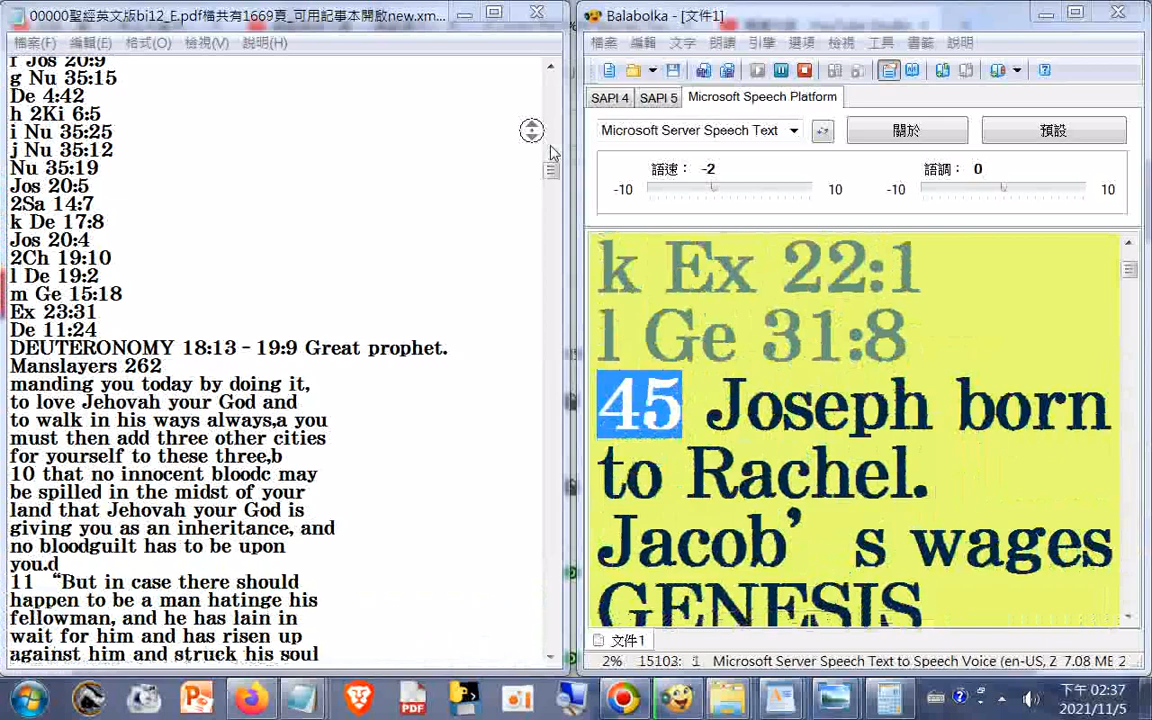 00000聖經英文版bi12_E.pdf檔共有1669頁_可用記事本開啟new.xm...
檔案(F) 編輯(E) 格式(O) 檢視(V) 說明(H)
r Jos 20:9
g Nu 35:15
De 4:42
h 2Ki 6:5
i Nu 35:25
j Nu 35:12
Nu 35:19
Jos 20:5
2Sa 14:7
k De 17:8
Jos 20:4
2Ch 19:10
l De 19:2
m Ge 15:18
Ex 23:31
De 11:24
DEUTERONOMY 18:13–19:9 Great prophet.
Manslayers 262
manding you today by doing it,
to love Jehovah your God and
to walk in his ways always,a you
must then add three other cities
for yourself to these three,b
10 that no innocent bloodc may
be spilled in the midst of your
land that Jehovah your God is
giving you as an inheritance, and
no bloodguilt has to be upon
you.d
11 “But in case there should
happen to be a man hatinge his
fellowman, and he has lain in
wait for him and has risen up
against him and struck his soul
Balabolka - [文件1]
檔案 編輯 文字 朗讀 引擎 選項 檢視 工具 書籤 說明
SAPI 4 SAPI 5 Microsoft Speech Platform
Microsoft Server Speech Text 關於 預設
語速： -2 語調： 0
-10 10 -10 10
k Ex 22:1
l Ge 31:8
45 Joseph born
to Rachel.
Jacob’s wages
GENESIS
文件1
2% 15103: 1 Microsoft Server Speech Text to Speech Voice (en-US, Z 7.08 ME 2
下午 02:37
2021/11/5